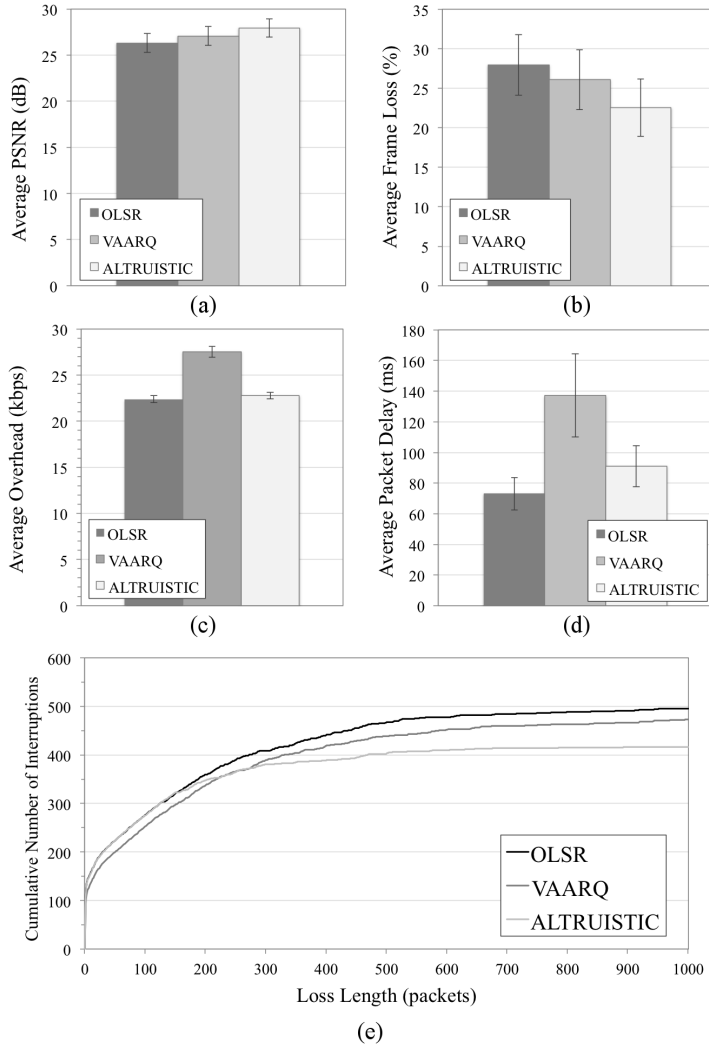 Average PSNR (dB)
30
25
20
15
10
5
0
OLSR
VAARQ
ALTRUISTIC
(a)
Average Frame Loss (%)
35
30
25
20
15
10
5
0
OLSR
VAARQ
ALTRUISTIC
(b)
Average Overhead (kbps)
30
25
20
15
10
5
0
OLSR
VAARQ
ALTRUISTIC
(c)
Average Packet Delay (ms)
180
160
140
120
100
80
60
40
20
0
OLSR
VAARQ
ALTRUISTIC
(d)
Cumulative Number of Interruptions
600
500
400
300
200
100
0
OLSR
VAARQ
ALTRUISTIC
0 100 200 300 400 500 600 700 800 900 1000
Loss Length (packets)
(e)